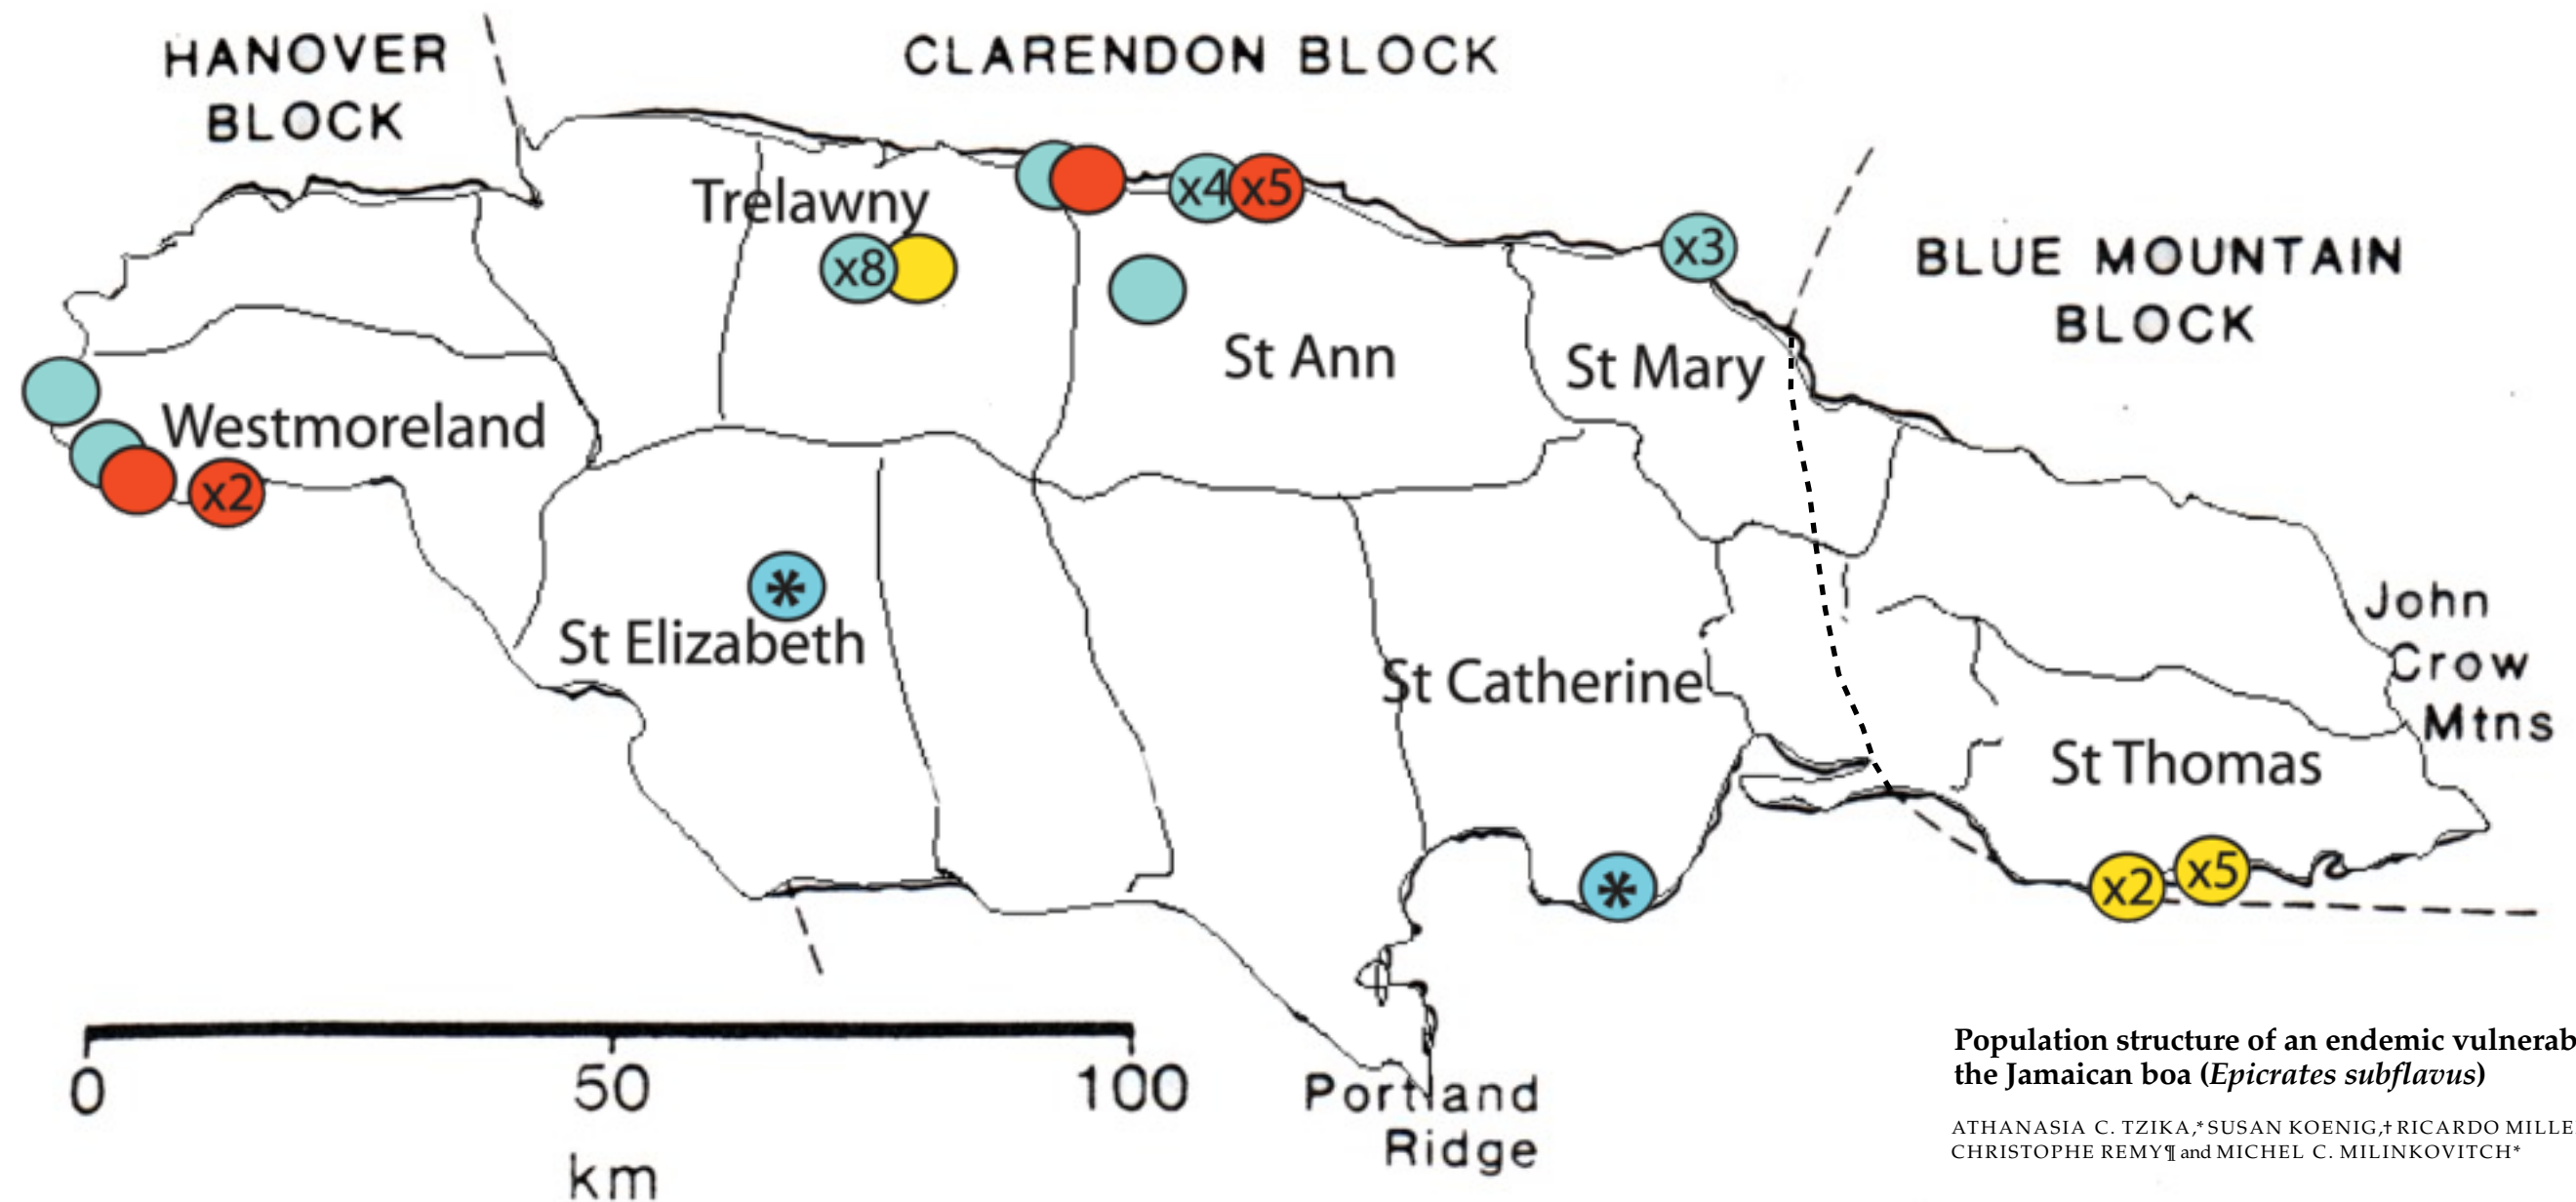 HANOVER
BLOCK
CLARENDON BLOCK
BLUE MOUNTAIN
BLOCK
Trelawny
x4
x5
x3
x8
St Ann
St Mary
Westmoreland
x2
*
St Elizabeth
St Catherine
John
Crow
Mtns
St Thomas
*
x2
x5
0
50
100
km
Portland
Ridge
Population structure of an endemic
the Jamaican boa (Epicrates subflavus)
ATHANASIA C. TZIKA,* SUSAN KOENIG,† RICARDO
CHRISTOPHE REMY¶ and MICHEL C. MILINKOVITCH*